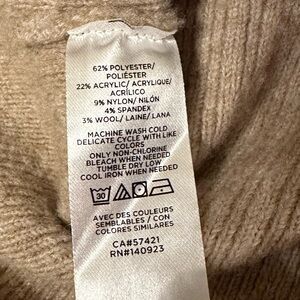 62% POLYESTER/
POLIÉSTER
22% ACRYLIC/ ACRYLIQUE/
ACRÍLICO
9% NYLON/ NILÓN
4% SPANDEX
3% WOOL/ LAINE/ LANA
MACHINE WASH COLD
DELICATE CYCLE WITH LIKE
COLORS
ONLY NON-CHLORINE
BLEACH WHEN NEEDED
TUMBLE DRY LOW
COOL IRON WHEN NEEDED
30
AVEC DES COULEURS
SEMBLABLES / CON
COLORES SIMILARES
CA#57421
RN#140923